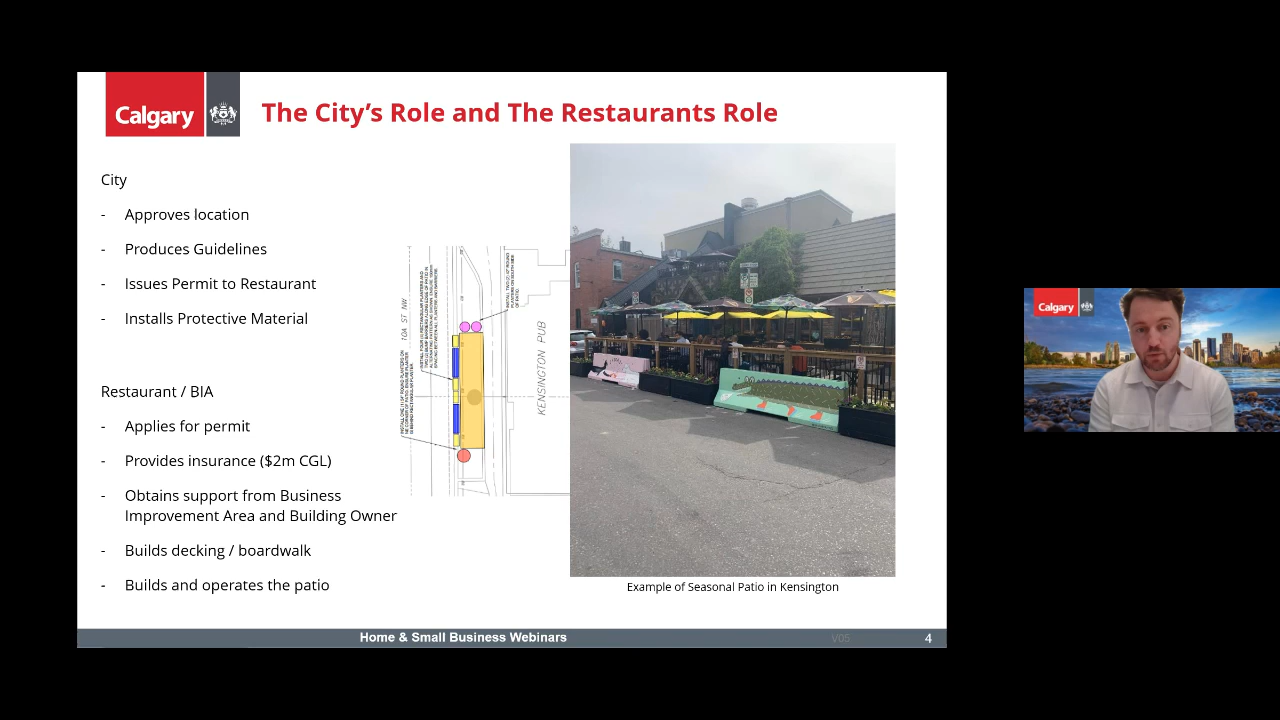 Calgary
The City's Role and The Restaurants Role
City
- Approves location
- Produces Guidelines
- Issues Permit to Restaurant
- Installs Protective Material
Restaurant / BIA
- Applies for permit
- Provides insurance ($2m CGL)
- Obtains support from Business
Improvement Area and Building Owner
- Builds decking / boardwalk
- Builds and operates the patio
10A ST NW
KENSINGTON PUB
Example of Seasonal Patio in Kensington
Home & Small Business Webinars
V05
4
Calgary